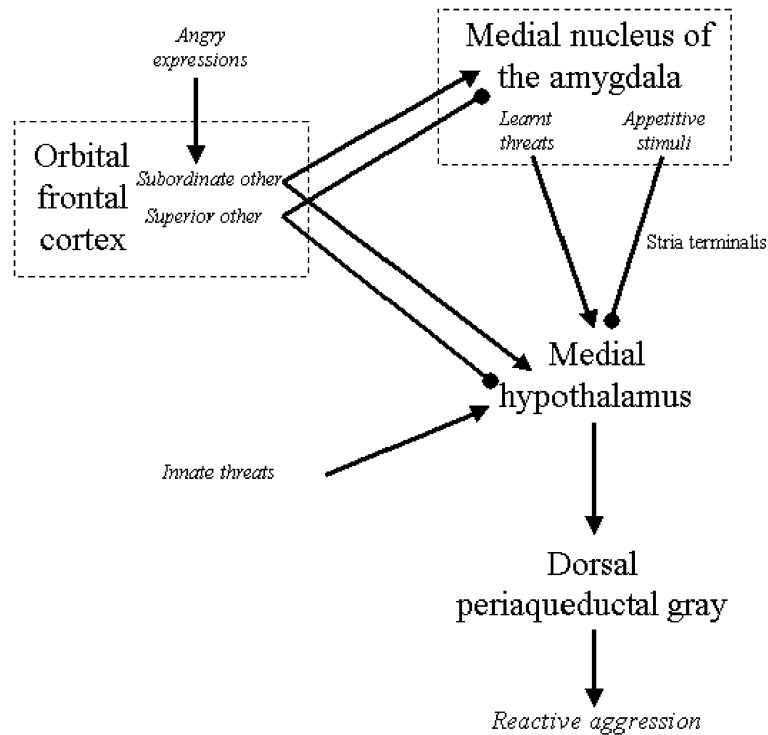 Angry
expressions
Medial nucleus of
the amygdala
Learnt
threats
Appetitive
stimuli
Orbital
frontal
cortex
Subordinate other
Superior other
Stria terminalis
Medial
hypothalamus
Innate threats
Dorsal
periaqueductal gray
Reactive aggression